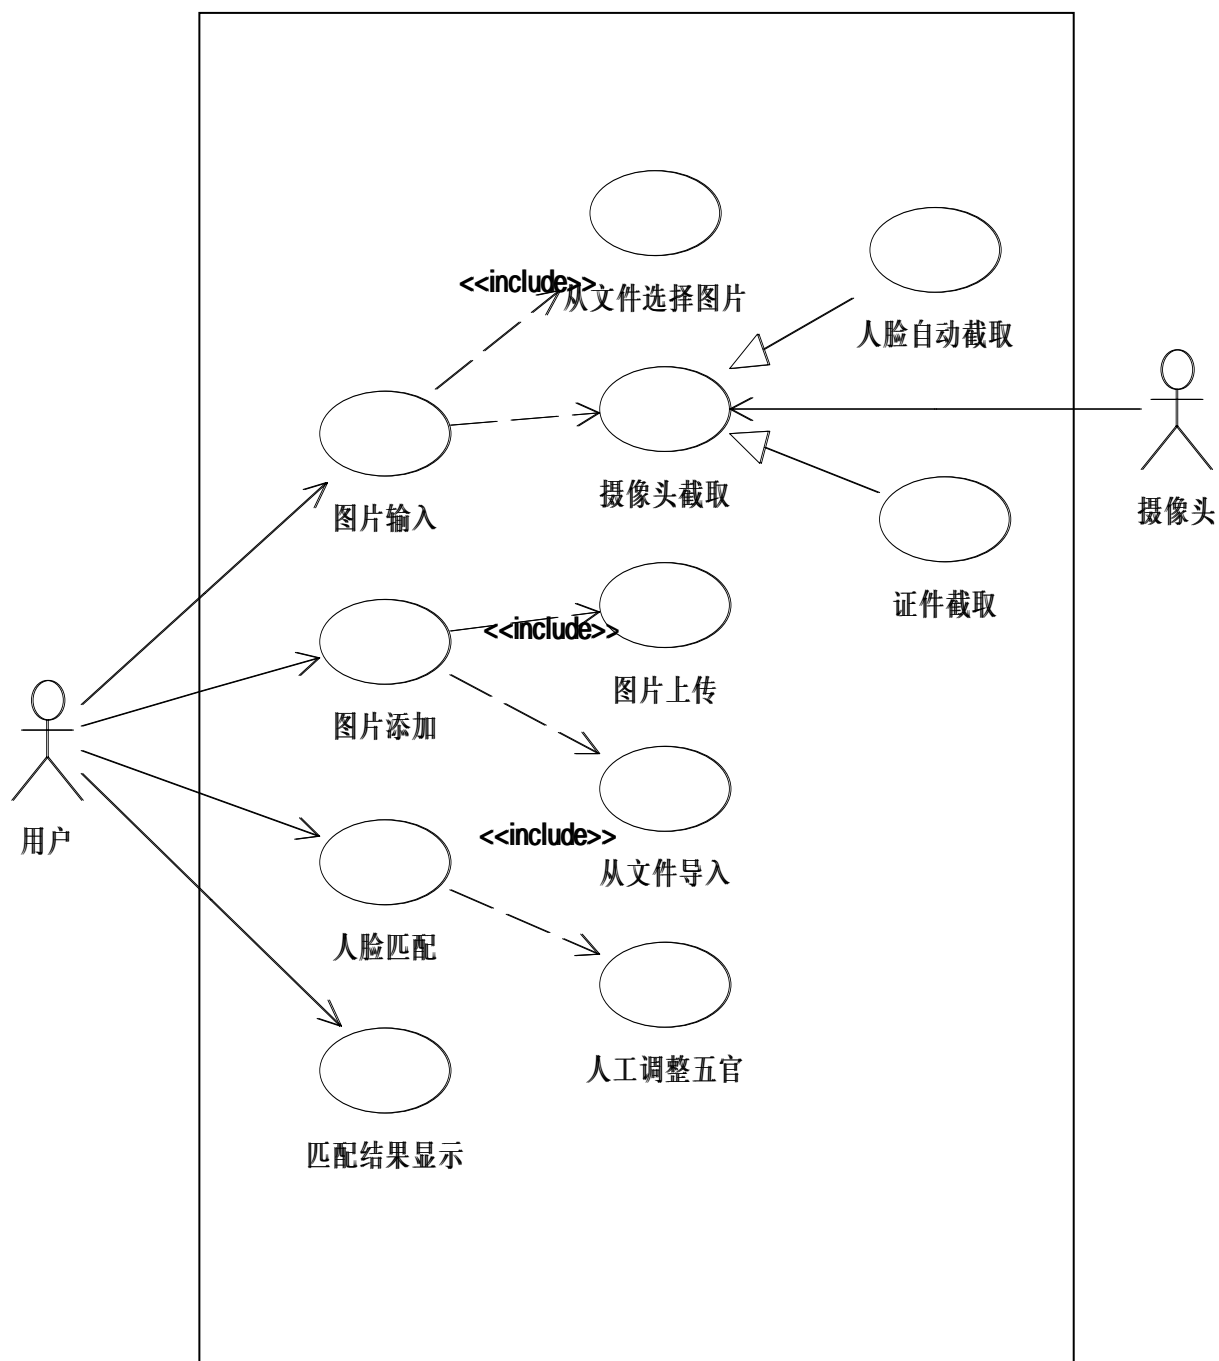 <<include>>
从文件选择图片
人脸自动截取
摄像头截取
图片输入
摄像头
证件截取
<<include>>
图片上传
图片添加
<<include>>
用户
从文件导入
人脸匹配
人工调整五官
匹配结果显示